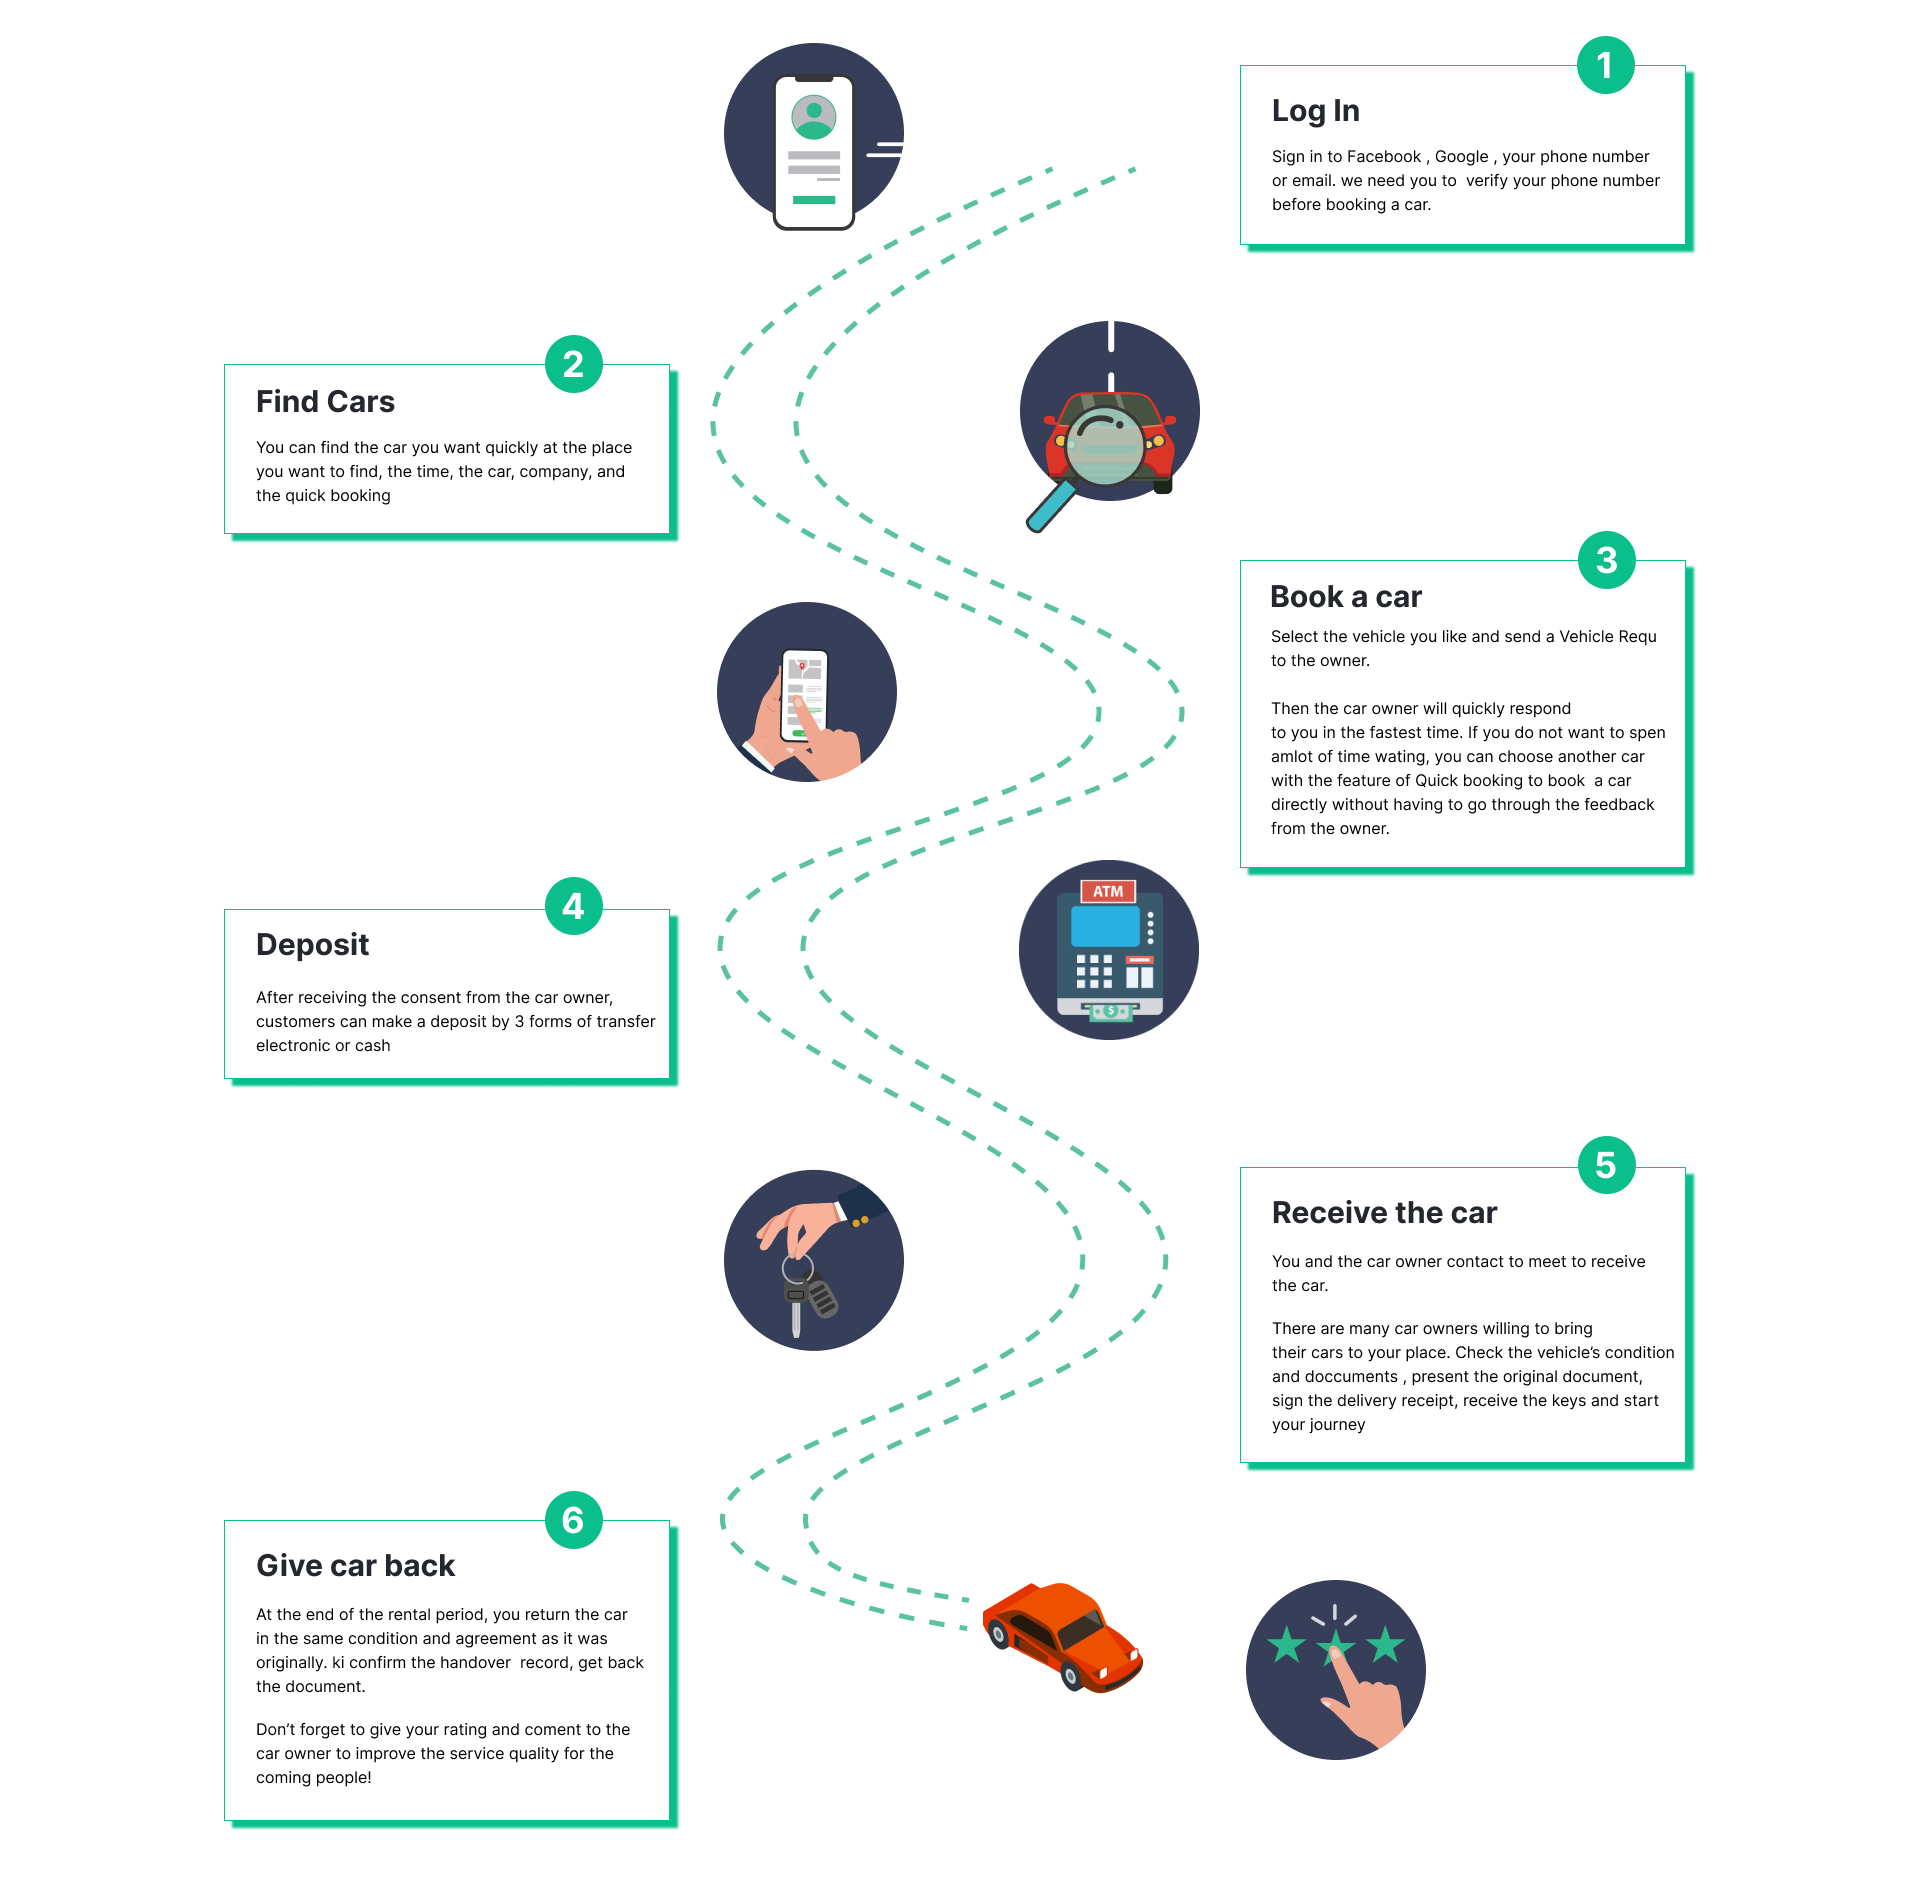 1
Log In
Sign in to Facebook , Google , your phone number
or email. we need you to  verify your phone number
before booking a car.
2
Find Cars
You can find the car you want quickly at the place
you want to find, the time, the car, company, and
the quick booking
3
Book a car
Select the vehicle you like and send a Vehicle Requ
to the owner.
Then the car owner will quickly respond
to you in the fastest time. If you do not want to spen
amlot of time wating, you can choose another car
with the feature of Quick booking to book  a car
directly without having to go through the feedback
from the owner.
ATM
$
4
Deposit
After receiving the consent from the car owner,
customers can make a deposit by 3 forms of transfer
electronic or cash
5
Receive the car
You and the car owner contact to meet to receive
the car.
There are many car owners willing to bring
their cars to your place. Check the vehicle’s condition
and doccuments , present the original document,
sign the delivery receipt, receive the keys and start
your journey
6
Give car back
At the end of the rental period, you return the car
in the same condition and agreement as it was
originally. ki confirm the handover  record, get back
the document.
Don’t forget to give your rating and coment to the
car owner to improve the service quality for the
coming people!